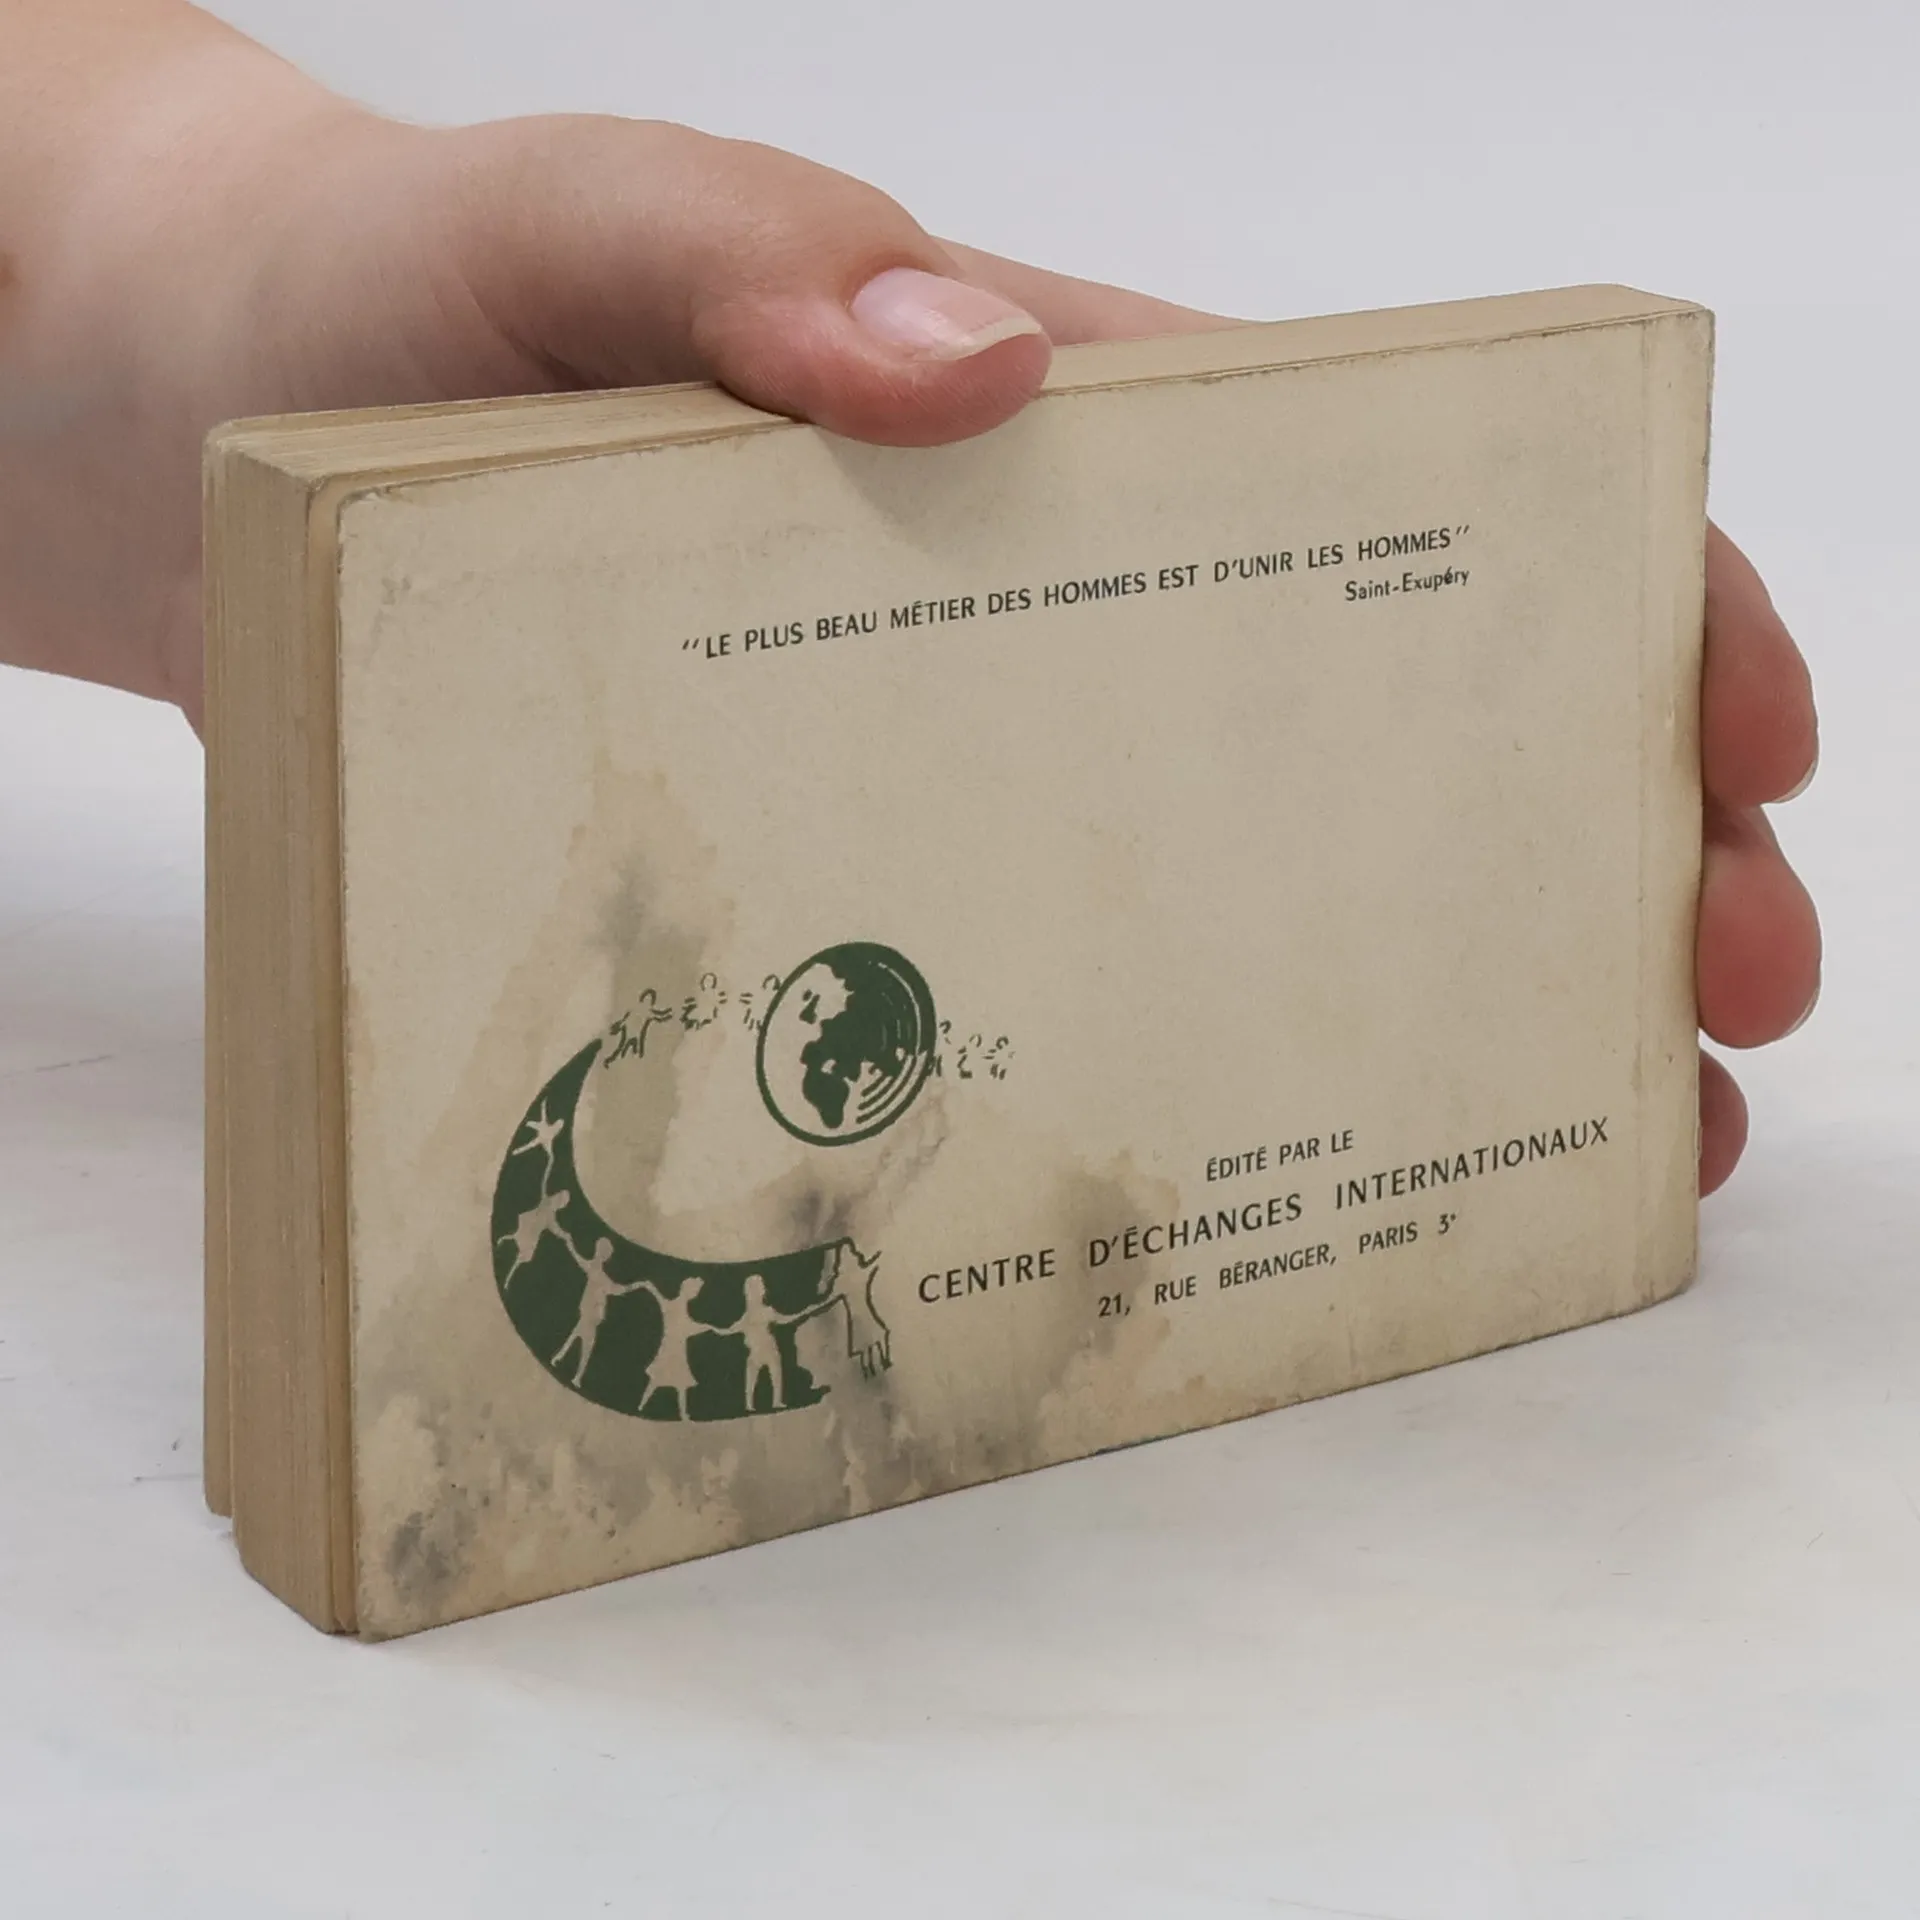 "LE PLUS BEAU MÉTIER DES HOMMES EST D'UNIR LES HOMMES"
Saint-Exupéry
ÉDITÉ PAR LE
CENTRE D'ÉCHANGES INTERNATIONAUX
21, RUE BÉRANGER, PARIS 3ᵉ